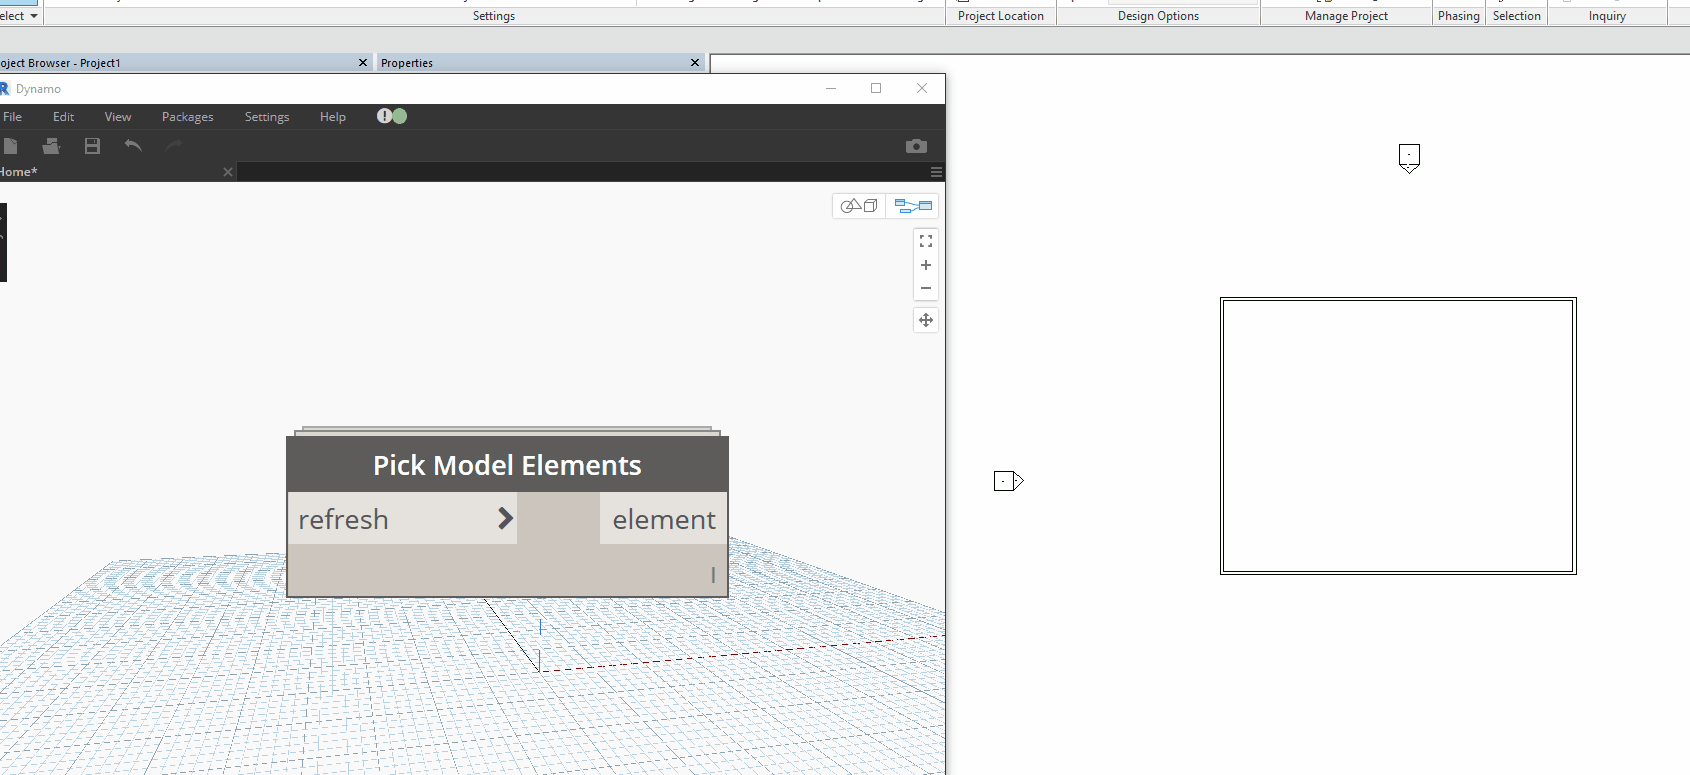 elect
Settings
Project Location
Design Options
Manage Project
Phasing
Selection
Inquiry
oject Browser - Project1
Properties
R Dynamo
File Edit View Packages Settings Help
Home*
Pick Model Elements
refresh
element
l